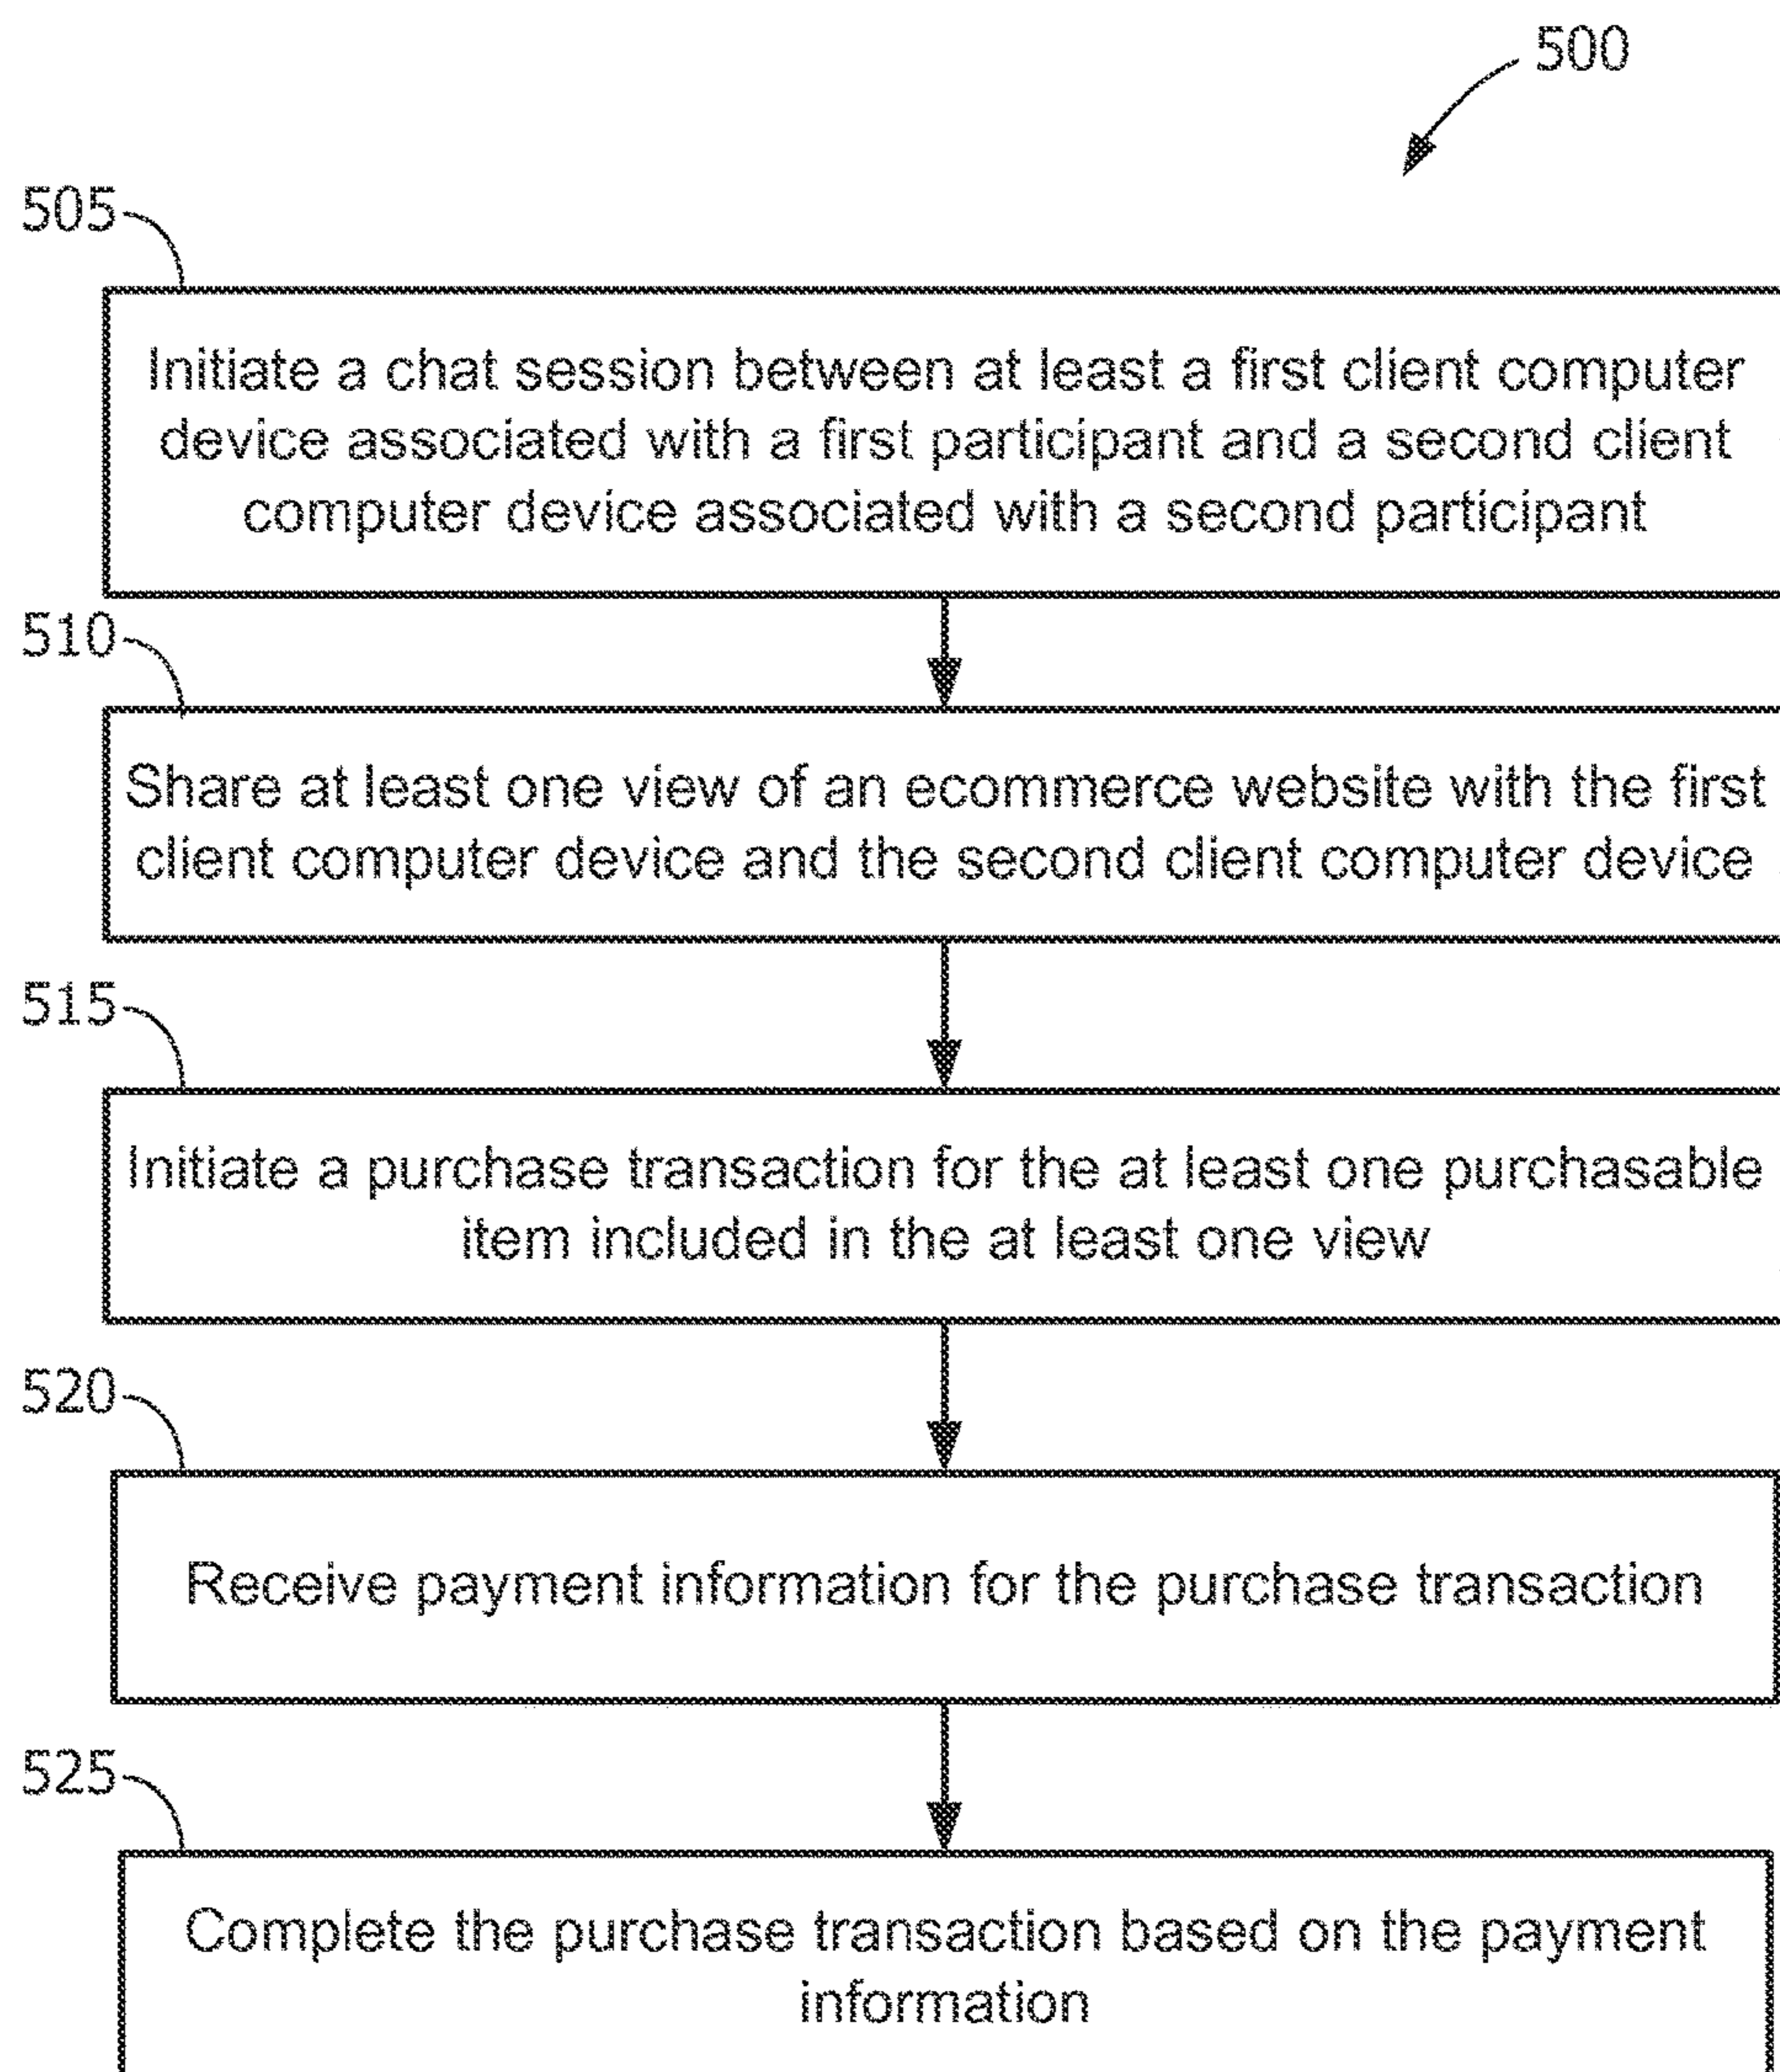 500
505
Initiate a chat session between at least a first client computer
device associated with a first participant and a second client
computer device associated with a second participant
510
Share at least one view of an ecommerce website with the first
client computer device and the second client computer device
515
Initiate a purchase transaction for the at least one purchasable
item included in the at least one view
520
Receive payment information for the purchase transaction
525
Complete the purchase transaction based on the payment
information